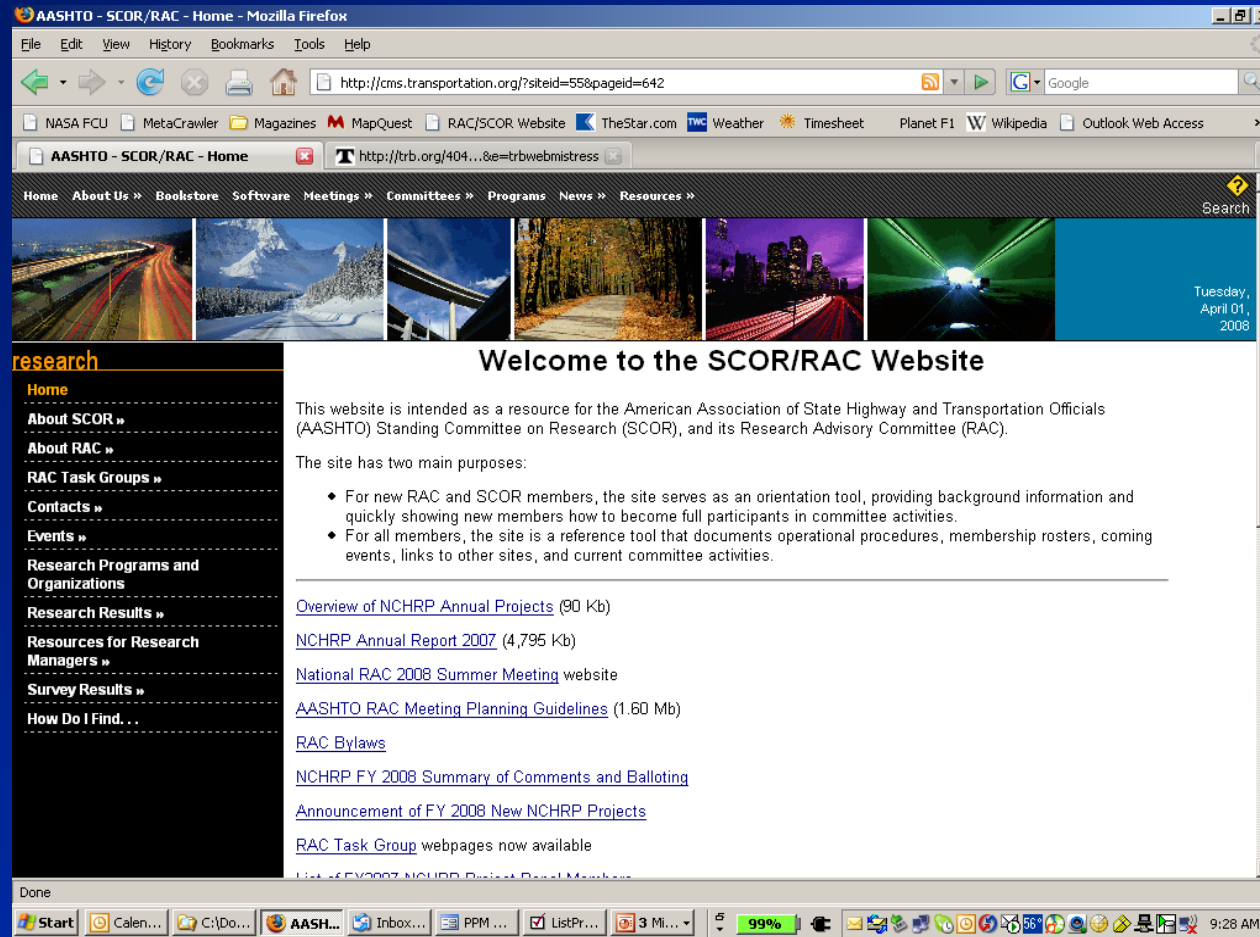 AASHTO - SCOR/RAC - Home - Mozilla Firefox
File Edit View History Bookmarks Tools Help
http://cms.transportation.org/?siteid=55&pageid=642
G Google
NASA FCU MetaCrawler Magazines MapQuest RAC/SCOR Website TheStar.com TWC Weather Timesheet Planet F1 W Wikipedia Outlook Web Access
AASHTO - SCOR/RAC - Home T http://trb.org/404...&e=trbwebmistress
Home About Us » Bookstore Software Meetings » Committees » Programs News » Resources »
? Search
Tuesday,
April 01,
2008
research
Home
About SCOR »
About RAC »
RAC Task Groups »
Contacts »
Events »
Research Programs and
Organizations
Research Results »
Resources for Research
Managers »
Survey Results »
How Do I Find. . .
Welcome to the SCOR/RAC Website
This website is intended as a resource for the American Association of State Highway and Transportation Officials
(AASHTO) Standing Committee on Research (SCOR), and its Research Advisory Committee (RAC).
The site has two main purposes:
For new RAC and SCOR members, the site serves as an orientation tool, providing background information and
quickly showing new members how to become full participants in committee activities.
For all members, the site is a reference tool that documents operational procedures, membership rosters, coming
events, links to other sites, and current committee activities.
Overview of NCHRP Annual Projects (90 Kb)
NCHRP Annual Report 2007 (4,795 Kb)
National RAC 2008 Summer Meeting website
AASHTO RAC Meeting Planning Guidelines (1.60 Mb)
RAC Bylaws
NCHRP FY 2008 Summary of Comments and Balloting
Announcement of FY 2008 New NCHRP Projects
RAC Task Group webpages now available
List of FY2007 NCHRP Project Panel Members
Done
Start Calen... C:\Do... AASH... Inbox... PPM ... ListPr... 3 Mi... 99% 56° 9:28 AM